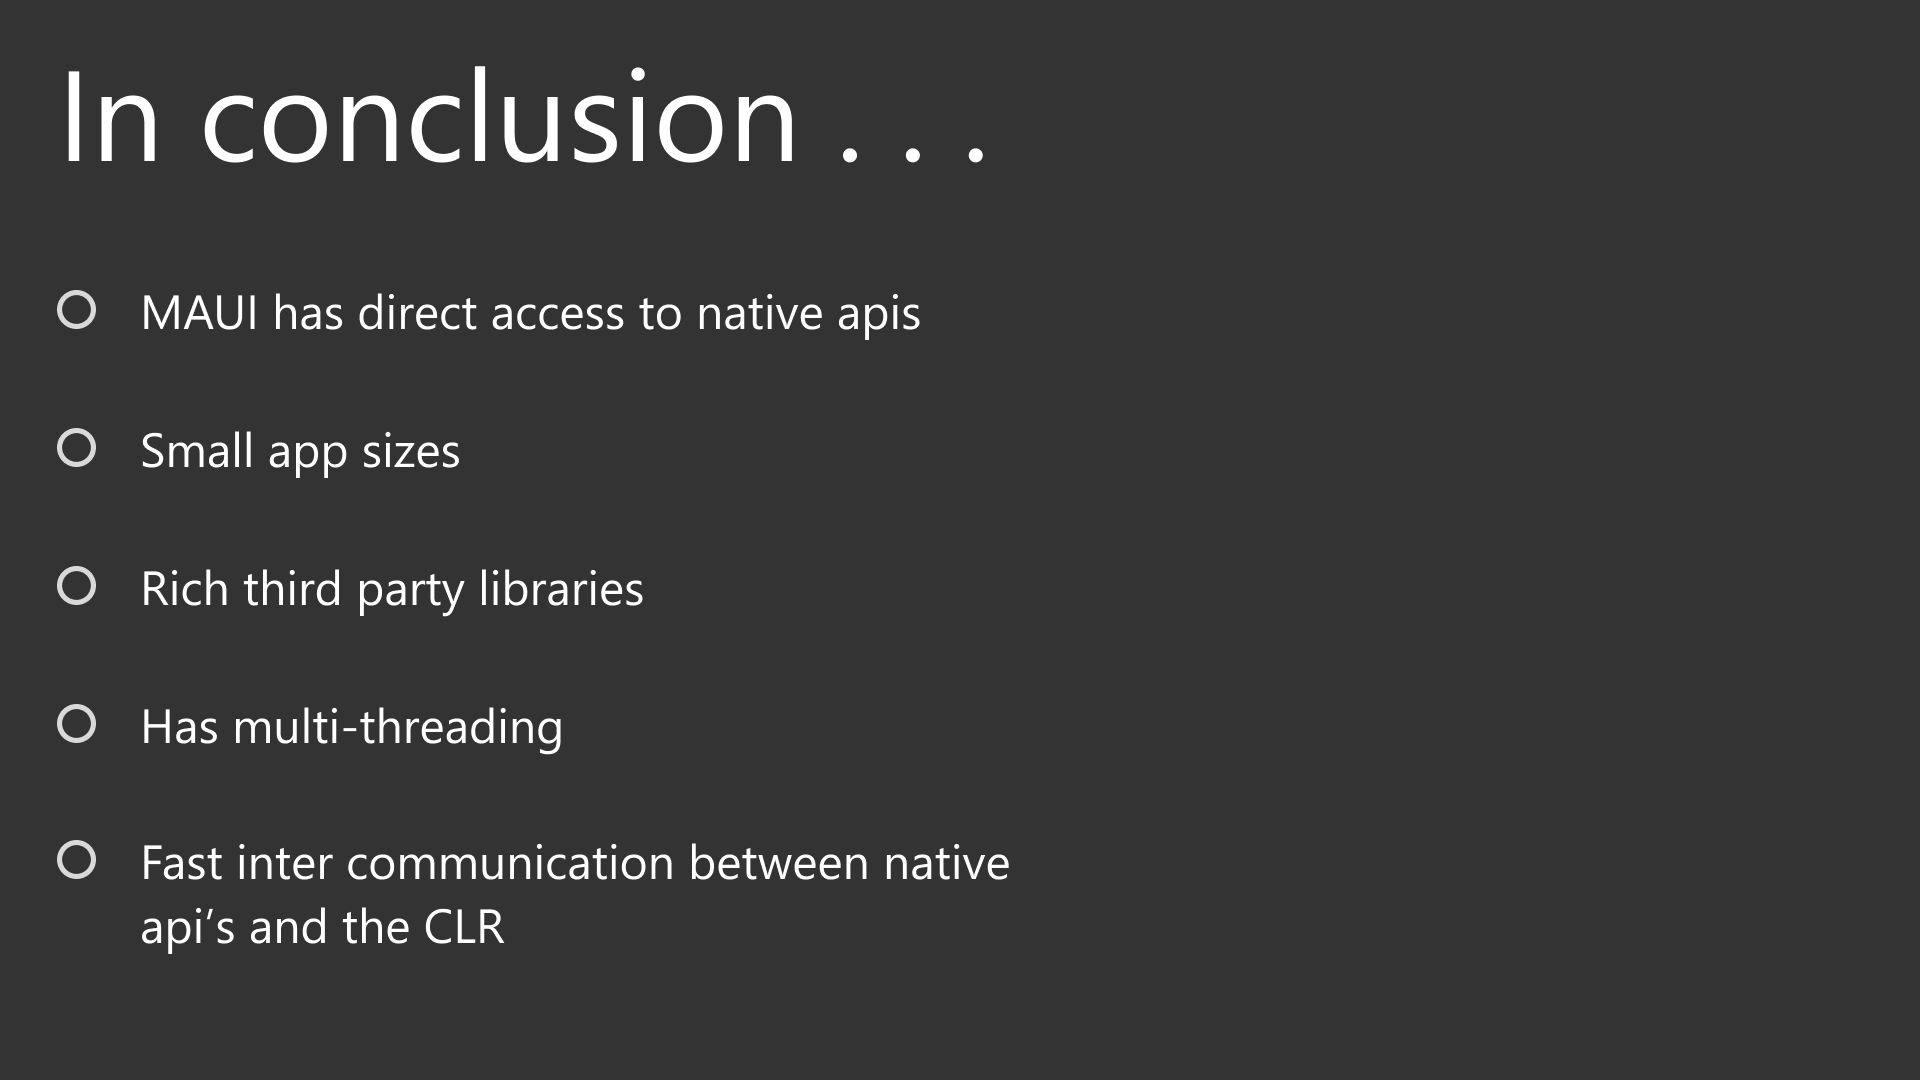 In conclusion . . .
MAUI has direct access to native apis
Small app sizes
Rich third party libraries
Has multi-threading
Fast inter communication between native
api’s and the CLR